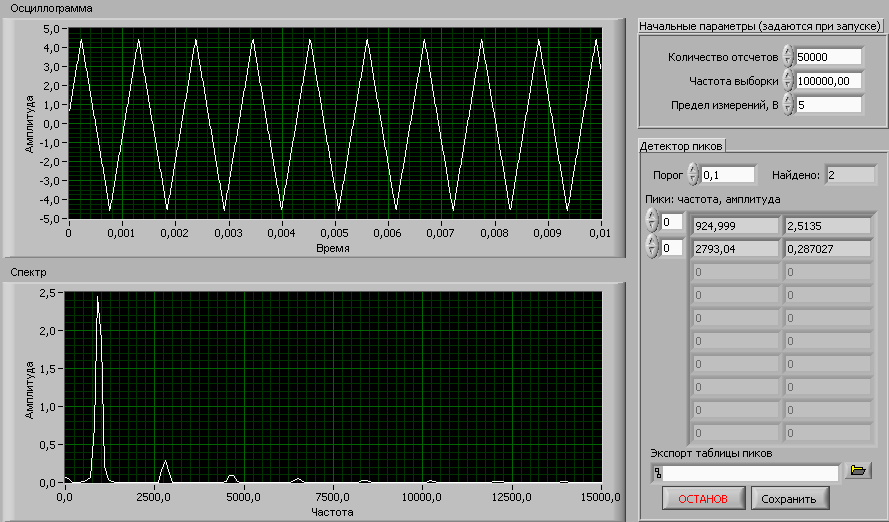 Осциллограмма
5,0
4,0
3,0
2,0
1,0
0,0
-1,0
-2,0
-3,0
-4,0
-5,0
Амплитуда
0 0,001 0,002 0,003 0,004 0,005 0,006 0,007 0,008 0,009 0,01
Время
Спектр
2,5
2,0
1,5
1,0
0,5
0,0
Амплитуда
0,0 2500,0 5000,0 7500,0 10000,0 12500,0 15000,0
Частота
Начальные параметры (задаются при запуске)
Количество отсчетов 50000
Частота выборки 100000,00
Предел измерений, В 5
Детектор пиков
Порог 0,1 Найдено: 2
Пики: частота, амплитуда
0 924,999 2,5135
0 2793,04 0,287027
0 0
0 0
0 0
0 0
0 0
0 0
0 0
0 0
Экспорт таблицы пиков
ОСТАНОВ Сохранить